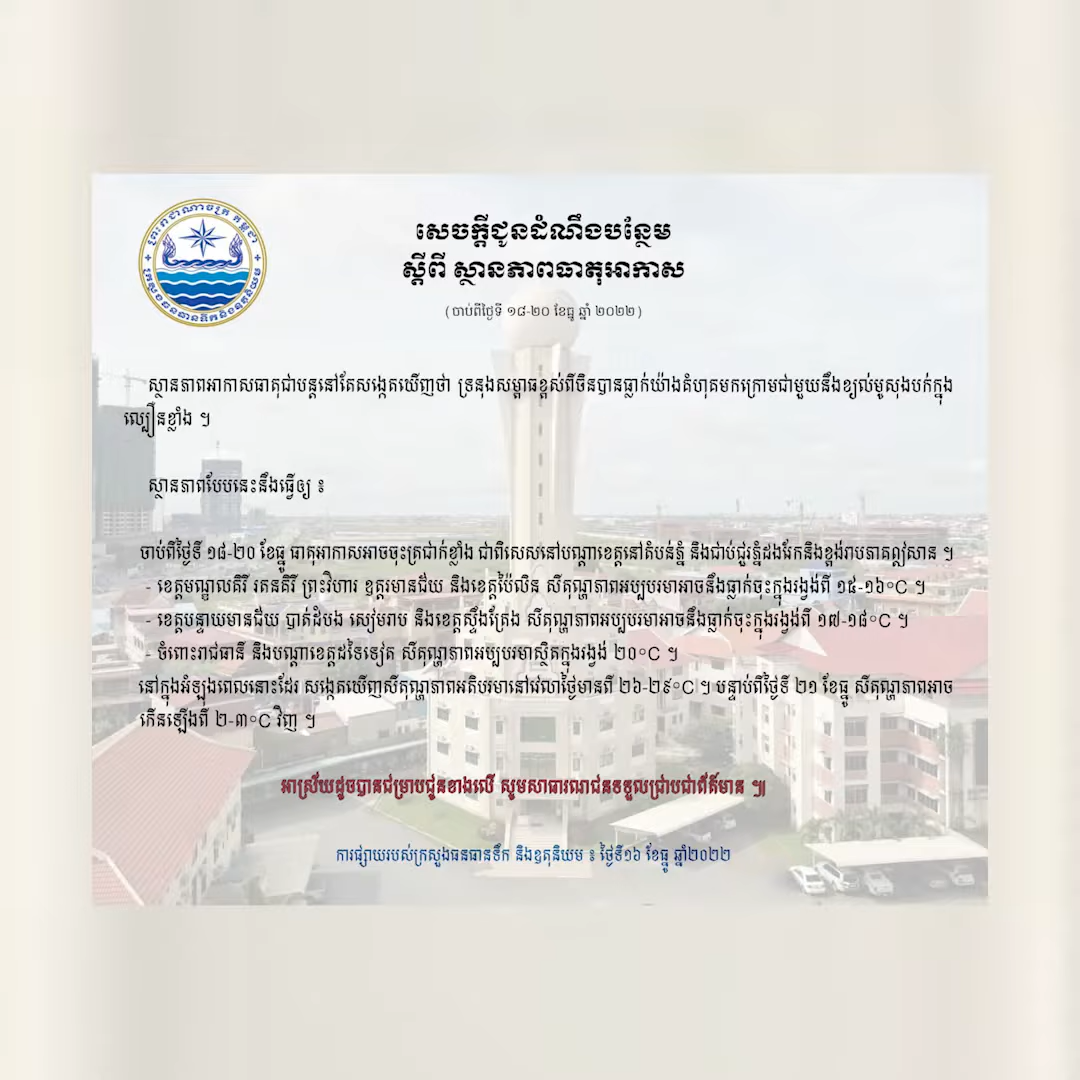 ព្រះរាជាណាចក្រកម្ពុជា
ក្រសួងធនធានទឹកនិងឧតុនិយម
សេចក្តីជូនដំណឹងបន្ថែម
ស្តីពី ស្ថានភាពធាតុអាកាស
(ចាប់ពីថ្ងៃទី ១៨-២០ ខែធ្នូ ឆ្នាំ ២០២២)
ស្ថានភាពអាកាសធាតុជាបន្តនៅតែសង្កេតឃើញថា ទ្រនុងសម្ពាធខ្ពស់ពីចិនបានធ្លាក់យ៉ាងគំហុគមកក្រោមជាមួយនឹងខ្យល់មូសុងបក់ក្នុង
ល្បឿនខ្លាំង ។
ស្ថានភាពបែបនេះនឹងធ្វើឲ្យ ៖
ចាប់ពីថ្ងៃទី ១៨-២០ ខែធ្នូ ធាតុអាកាសអាចចុះត្រជាក់ខ្លាំង ជាពិសេសនៅបណ្តាខេត្តនៅតំបន់ភ្នំ និងជាប់ជួរភ្នំដងរែកនិងខ្ពង់រាបភាគឦសាន ។
- ខេត្តមណ្ឌលគិរី រតនគិរី ព្រះវិហារ ឧត្តរមានជ័យ និងខេត្តប៉ៃលិន សីតុណ្ហភាពអប្បបរមាអាចនឹងធ្លាក់ចុះក្នុងរង្វង់ពី ១៥-១៦°C ។
- ខេត្តបន្ទាយមានជ័យ បាត់ដំបង សៀមរាប និងខេត្តស្ទឹងត្រែង សីតុណ្ហភាពអប្បបរមាអាចនឹងធ្លាក់ចុះក្នុងរង្វង់ពី ១៧-១៨°C ។
- ចំពោះរាជធានី និងបណ្តាខេត្តដទៃទៀត សីតុណ្ហភាពអប្បបរមាស្ថិតក្នុងរង្វង់ ២០°C ។
នៅក្នុងអំឡុងពេលនោះដែរ សង្កេតឃើញសីតុណ្ហភាពអតិបរមានៅវេលាថ្ងៃមានពី ២៦-២៩°C ។ បន្ទាប់ពីថ្ងៃទី ២១ ខែធ្នូ សីតុណ្ហភាពអាច
កើនឡើងពី ២-៣°C វិញ ។
អាស្រ័យដូចបានជម្រាបជូនខាងលើ សូមសាធារណជនទទួលជ្រាបជាព័ត៌មាន ៕
ការផ្សាយរបស់ក្រសួងធនធានទឹក និងឧតុនិយម ៖ ថ្ងៃទី១៦ ខែធ្នូ ឆ្នាំ២០២២